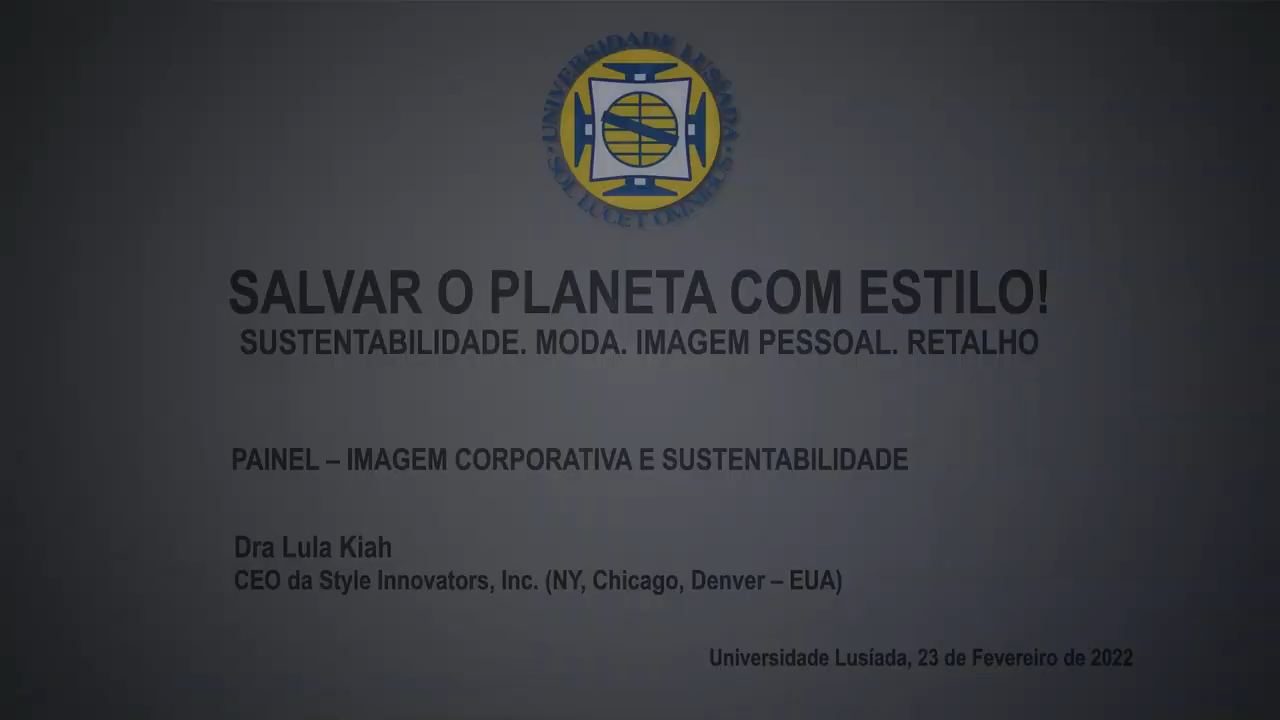 UNIVERSIDADE LUSÍADA
SOL LUCET OMNIBUS
SALVAR O PLANETA COM ESTILO!
SUSTENTABILIDADE. MODA. IMAGEM PESSOAL. RETALHO
PAINEL – IMAGEM CORPORATIVA E SUSTENTABILIDADE
Dra Lula Kiah
CEO da Style Innovators, Inc. (NY, Chicago, Denver – EUA)
Universidade Lusíada, 23 de Fevereiro de 2022